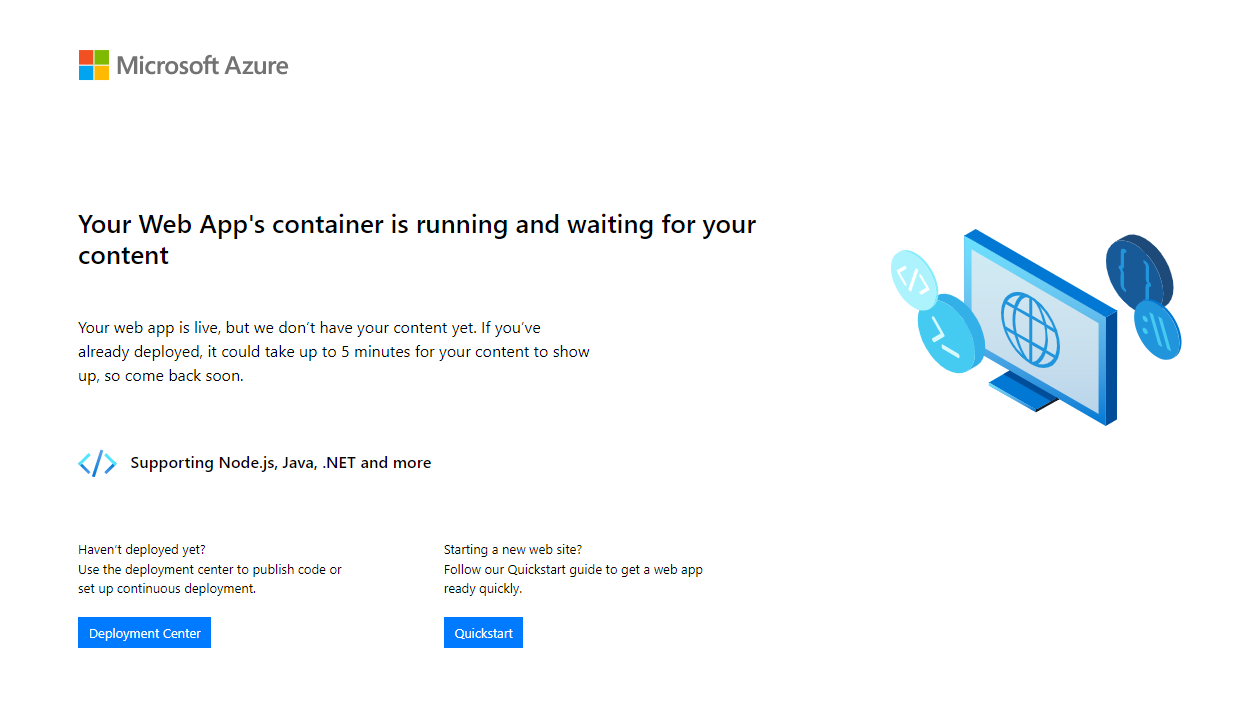 Microsoft Azure
Your Web App's container is running and waiting for your
content
Your web app is live, but we don’t have your content yet. If you’ve
already deployed, it could take up to 5 minutes for your content to show
up, so come back soon.
</> Supporting Node.js, Java, .NET and more
Haven’t deployed yet?
Use the deployment center to publish code or
set up continuous deployment.
Deployment Center
Starting a new web site?
Follow our Quickstart guide to get a web app
ready quickly.
Quickstart